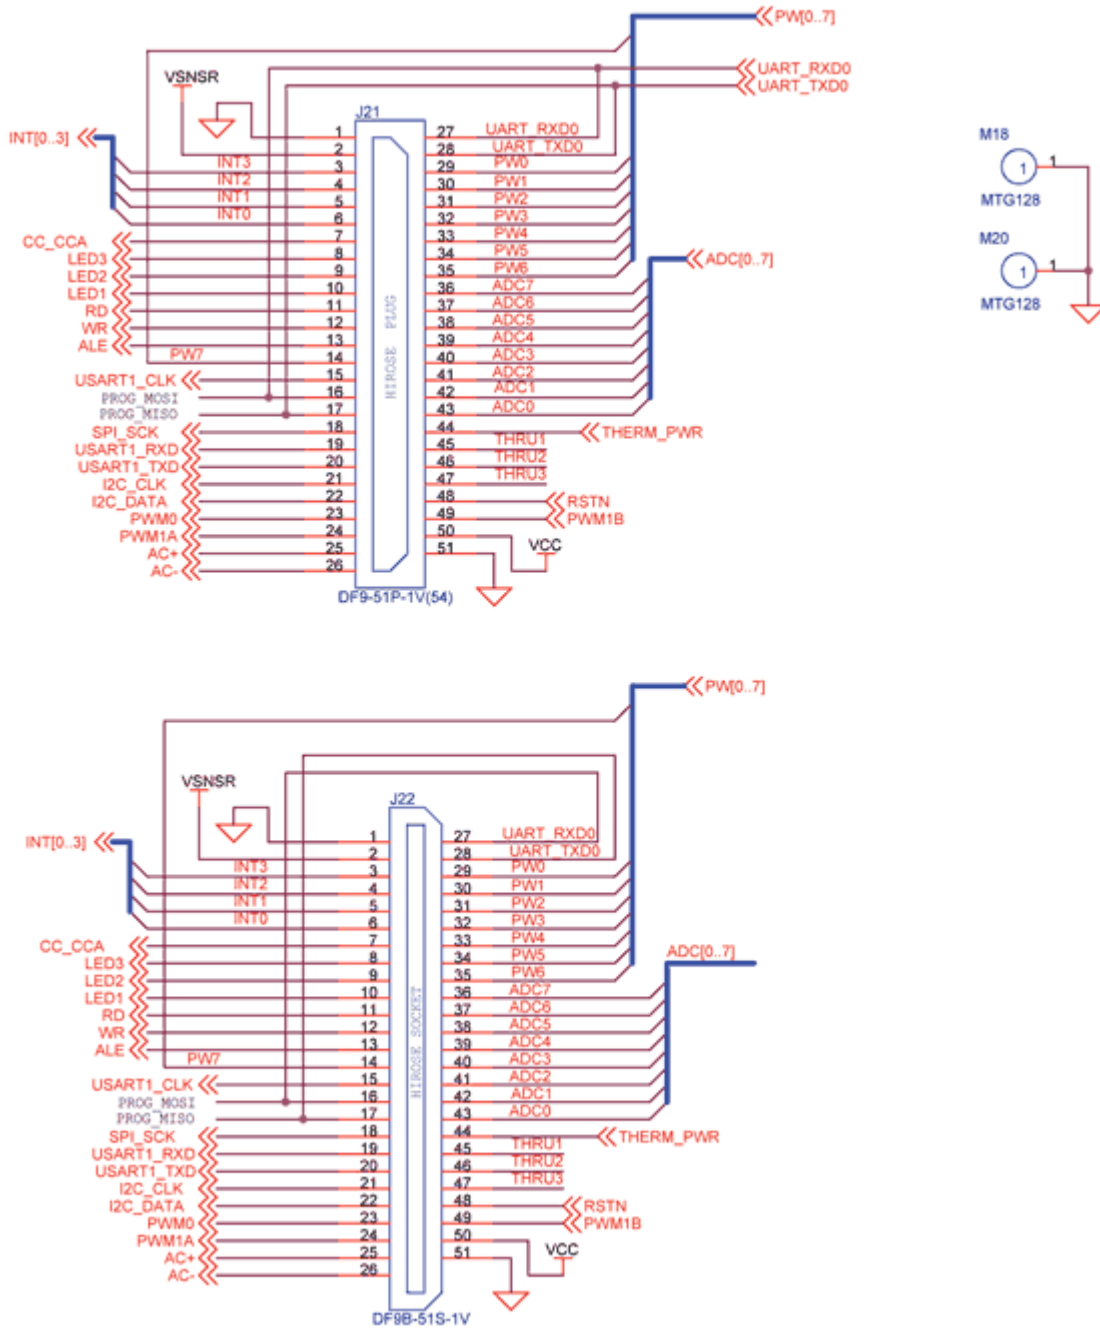 PW[0..7]
UART_RXD0
UART_TXD0
VSNSR
J21
INT[0..3]
1 27 UART_RXD0
2 28 UART_TXD0
INT3 3 29 PW0
INT2 4 30 PW1
INT1 5 31 PW2
INT0 6 32 PW3
CC_CCA 7 33 PW4
LED3 8 34 PW5
LED2 9 35 PW6
LED1 10 36 ADC7
RD 11 37 ADC6
WR 12 38 ADC5
ALE 13 39 ADC4
PW7 14 40 ADC3
USART1_CLK 15 41 ADC2
PROG_MOSI 16 42 ADC1
PROG_MISO 17 43 ADC0
SPI_SCK 18 44 THERM_PWR
USART1_RXD 19 45 THRU1
USART1_TXD 20 46 THRU2
I2C_CLK 21 47 THRU3
I2C_DATA 22 48 RSTN
PWM0 23 49 PWM1B
PWM1A 24 50 VCC
AC+ 25 51
AC- 26
HIROSE PLUG
DF9-51P-1V(54)
ADC[0..7]
M18
1 1
MTG128
M20
1 1
MTG128
PW[0..7]
VSNSR
J22
INT[0..3]
1 27 UART_RXD0
2 28 UART_TXD0
INT3 3 29 PW0
INT2 4 30 PW1
INT1 5 31 PW2
INT0 6 32 PW3
CC_CCA 7 33 PW4
LED3 8 34 PW5
LED2 9 35 PW6
LED1 10 36 ADC7
RD 11 37 ADC6
WR 12 38 ADC5
ALE 13 39 ADC4
PW7 14 40 ADC3
USART1_CLK 15 41 ADC2
PROG_MOSI 16 42 ADC1
PROG_MISO 17 43 ADC0
SPI_SCK 18 44 THERM_PWR
USART1_RXD 19 45 THRU1
USART1_TXD 20 46 THRU2
I2C_CLK 21 47 THRU3
I2C_DATA 22 48 RSTN
PWM0 23 49 PWM1B
PWM1A 24 50 VCC
AC+ 25 51
AC- 26
HIROSE SOCKET
DF9B-51S-1V
ADC[0..7]